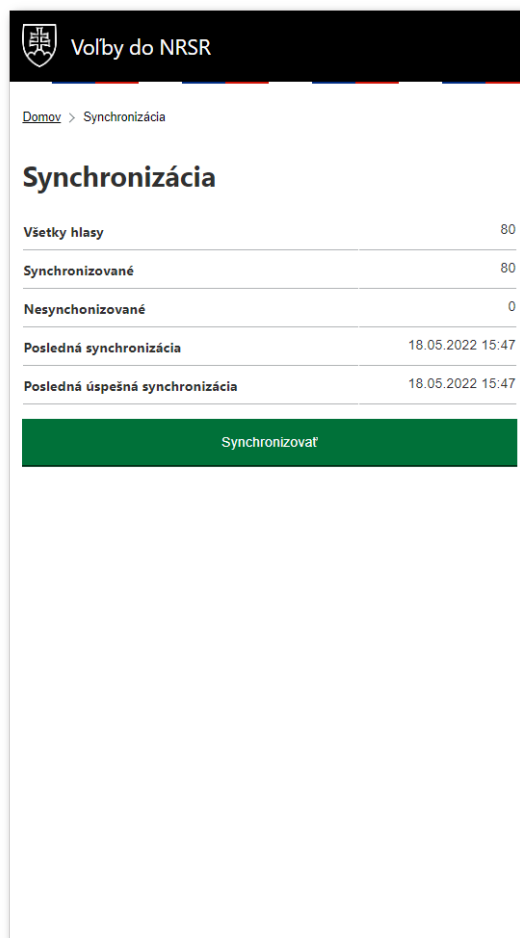 Voľby do NRSR
Domov > Synchronizácia
Synchronizácia
Všetky hlasy 80
Synchronizované 80
Nesynchonizované 0
Posledná synchronizácia 18.05.2022 15:47
Posledná úspešná synchronizácia 18.05.2022 15:47
Synchronizovať